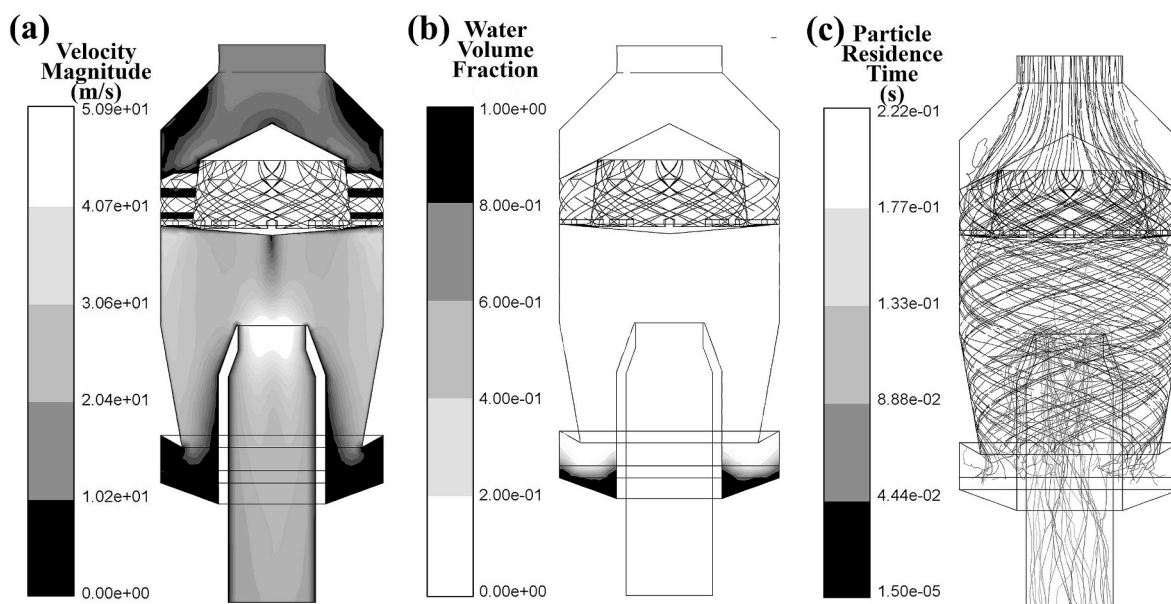 (a)
Velocity
Magnitude
(m/s)
5.09e+01
4.07e+01
3.06e+01
2.04e+01
1.02e+01
0.00e+00
(b)
Water
Volume
Fraction
1.00e+00
8.00e-01
6.00e-01
4.00e-01
2.00e-01
0.00e+00
(c)
Particle
Residence
Time
(s)
2.22e-01
1.77e-01
1.33e-01
8.88e-02
4.44e-02
1.50e-05